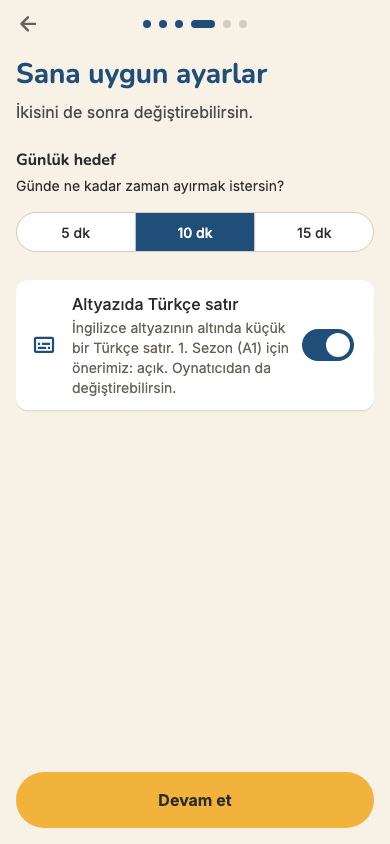 Sana uygun ayarlar
İkisini de sonra değiştirebilirsin.
Günlük hedef
Günde ne kadar zaman ayırmak istersin?
5 dk
10 dk
15 dk
Altyazıda Türkçe satır
İngilizce altyazının altında küçük
bir Türkçe satır. 1. Sezon (A1) için
önerimiz: açık. Oynatıcıdan da
değiştirebilirsin.
Devam et